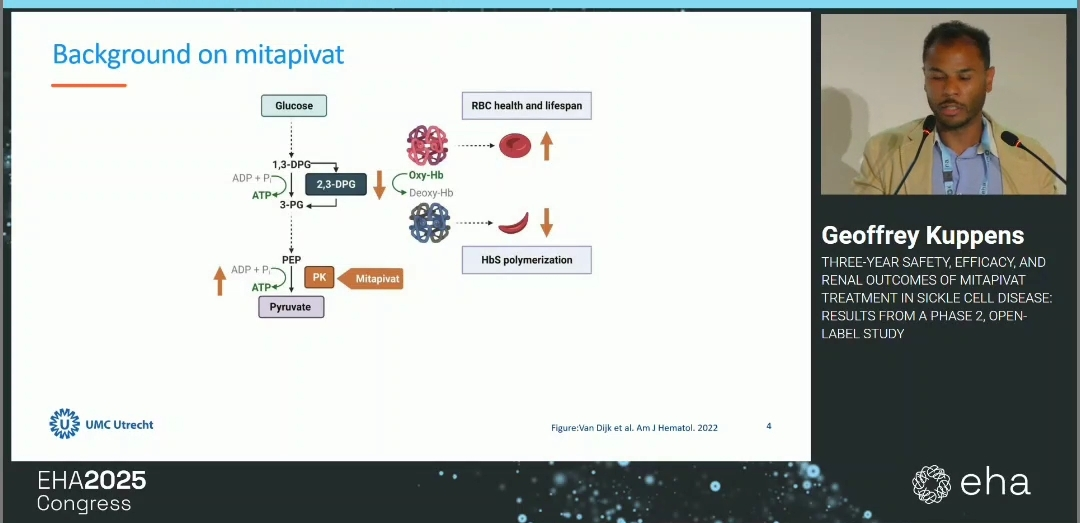 Background on mitapivat
Glucose
1,3-DPG
ADP + Pi
ATP
2,3-DPG
3-PG
PEP
ADP + Pi
ATP
PK
Mitapivat
Pyruvate
RBC health and lifespan
Oxy-Hb
Deoxy-Hb
HbS polymerization
UMC Utrecht
Figure:Van Dijk et al. Am J Hematol. 2022
4
Geoffrey Kuppens
THREE-YEAR SAFETY, EFFICACY, AND
RENAL OUTCOMES OF MITAPIVAT
TREATMENT IN SICKLE CELL DISEASE:
RESULTS FROM A PHASE 2, OPEN-
LABEL STUDY
EHA2025
Congress
eha